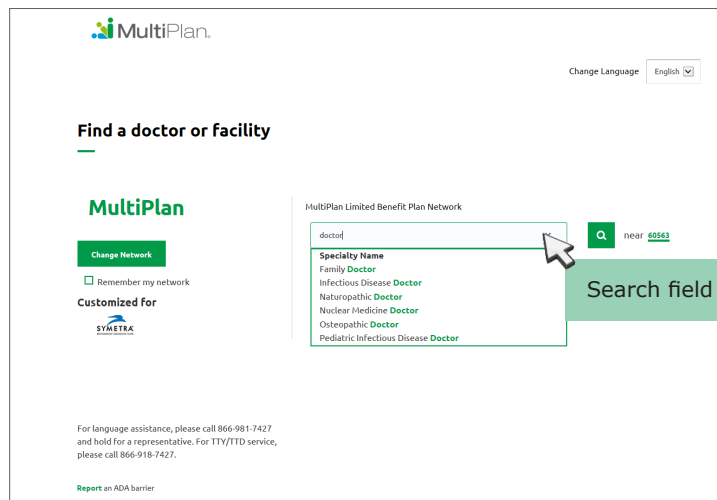 MultiPlan.
Change Language English
Find a doctor or facility
MultiPlan
Change Network
Remember my network
Customized for
SYMETRA
MultiPlan Limited Benefit Plan Network
doctor
near 60563
Specialty Name
Family Doctor
Infectious Disease Doctor
Naturopathic Doctor
Nuclear Medicine Doctor
Osteopathic Doctor
Pediatric Infectious Disease Doctor
Search field
For language assistance, please call 866-981-7427
and hold for a representative. For TTY/TTD service,
please call 866-918-7427.
Report an ADA barrier